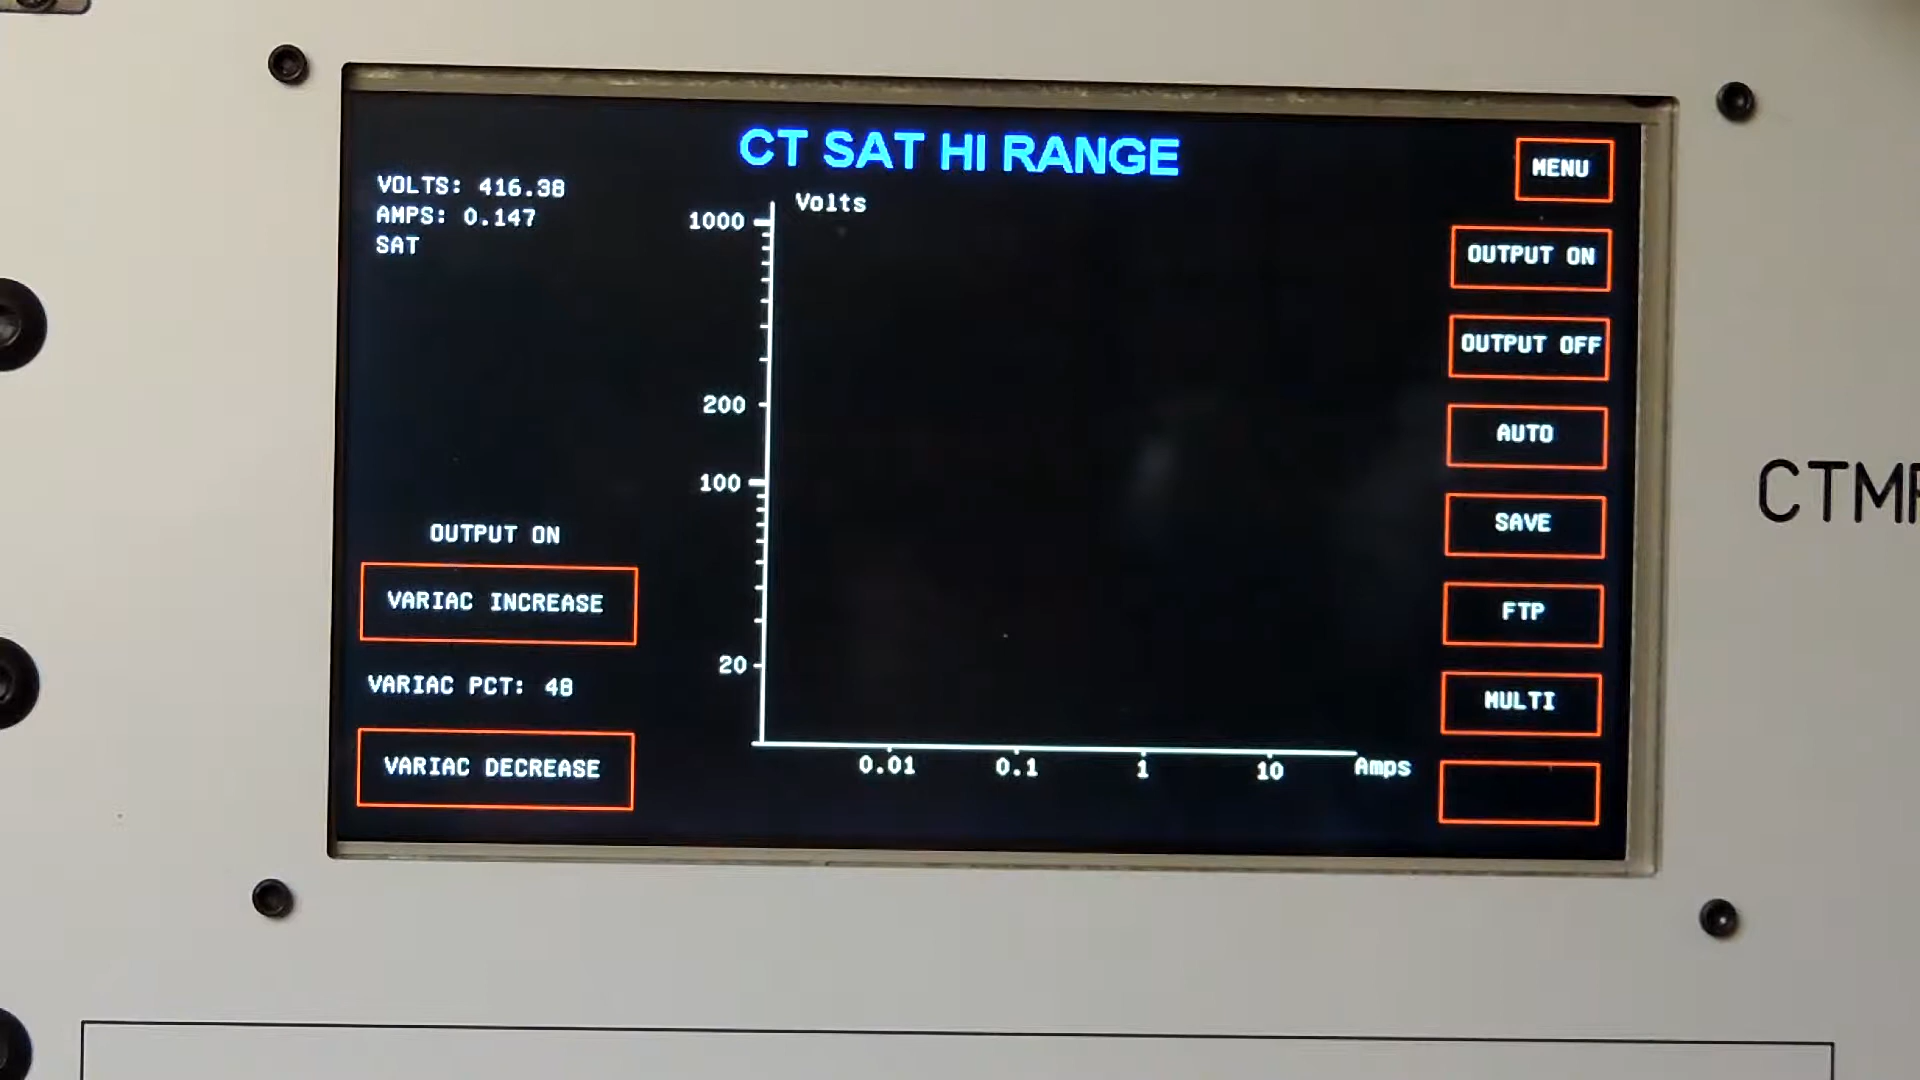 CT SAT HI RANGE
VOLTS: 416.38
AMPS: 0.147
SAT
OUTPUT ON
VARIAC INCREASE
VARIAC PCT: 48
VARIAC DECREASE
Volts
1000
200
100
20
0.01 0.1 1 10 Amps
MENU
OUTPUT ON
OUTPUT OFF
AUTO
SAVE
FTP
MULTI